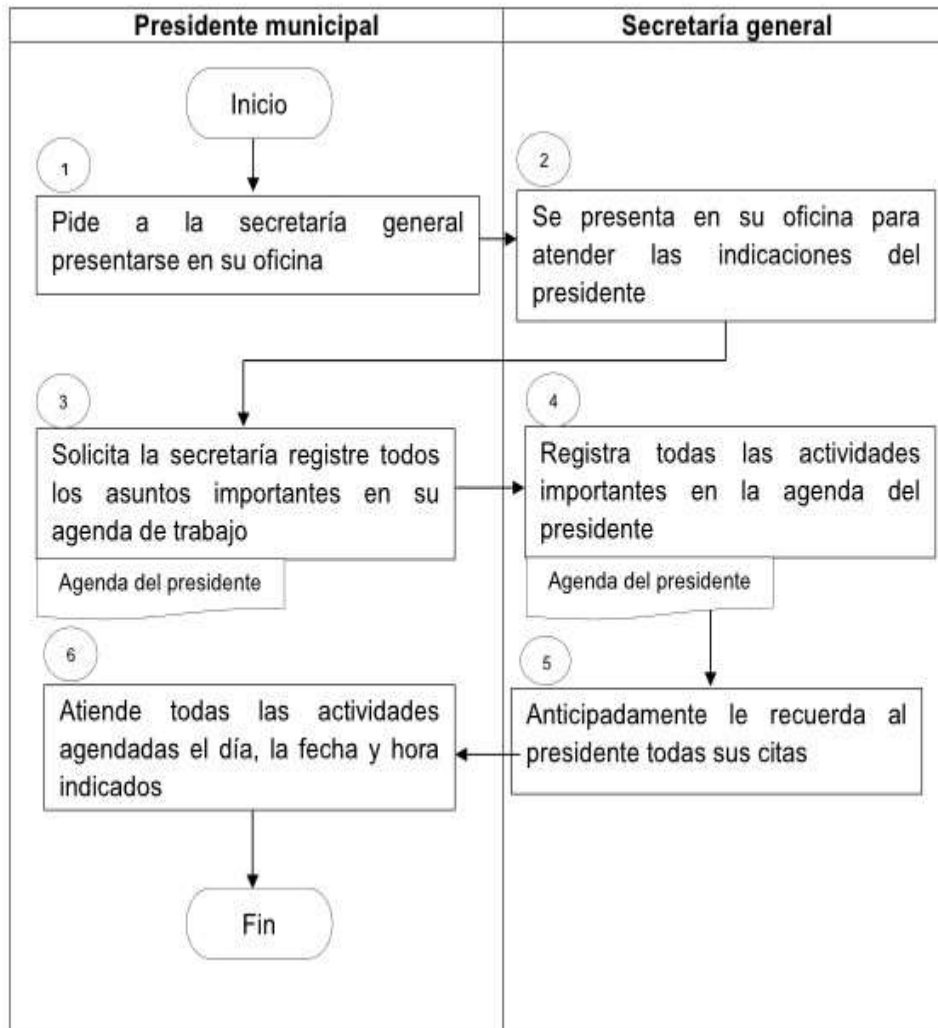 Presidente municipal
Secretaría general
Inicio
1
Pide a la secretaría general
presentarse en su oficina
2
Se presenta en su oficina para
atender las indicaciones del
presidente
3
Solicita la secretaría registre todos
los asuntos importantes en su
agenda de trabajo
Agenda del presidente
4
Registra todas las actividades
importantes en la agenda del
presidente
Agenda del presidente
5
Anticipadamente le recuerda al
presidente todas sus citas
6
Atiende todas las actividades
agendadas el día, la fecha y hora
indicados
Fin